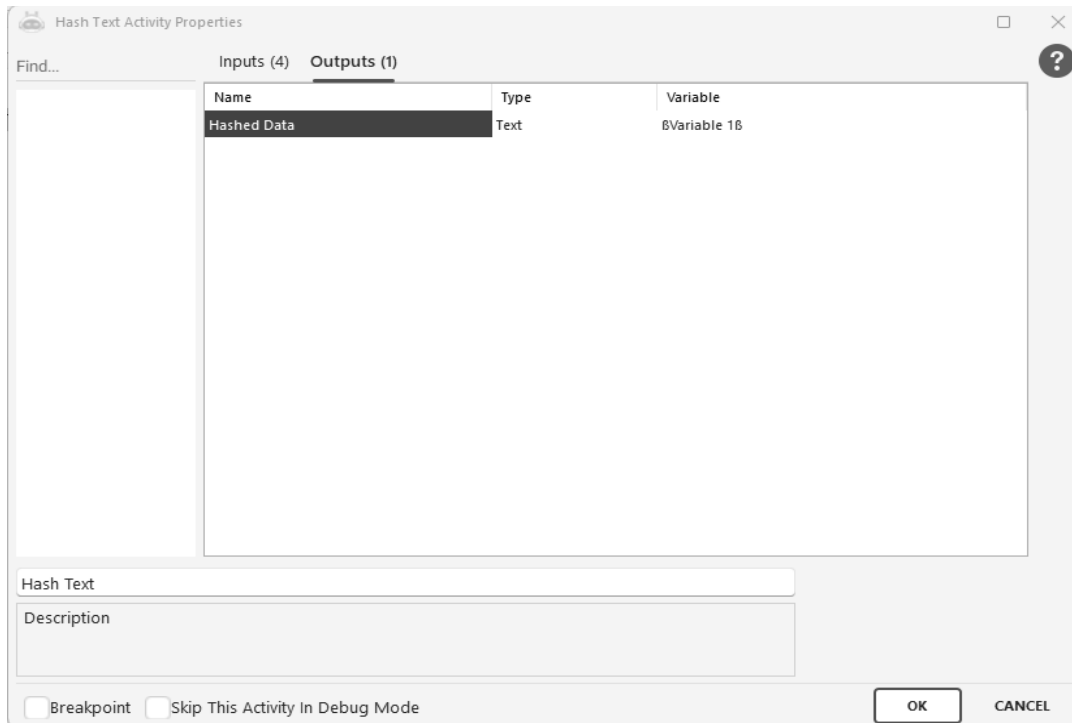 Hash Text Activity Properties
Find...
Inputs (4) Outputs (1)
?
Name Type Variable
Hashed Data Text ßVariable 1ß
Hash Text
Description
Breakpoint Skip This Activity In Debug Mode OK CANCEL